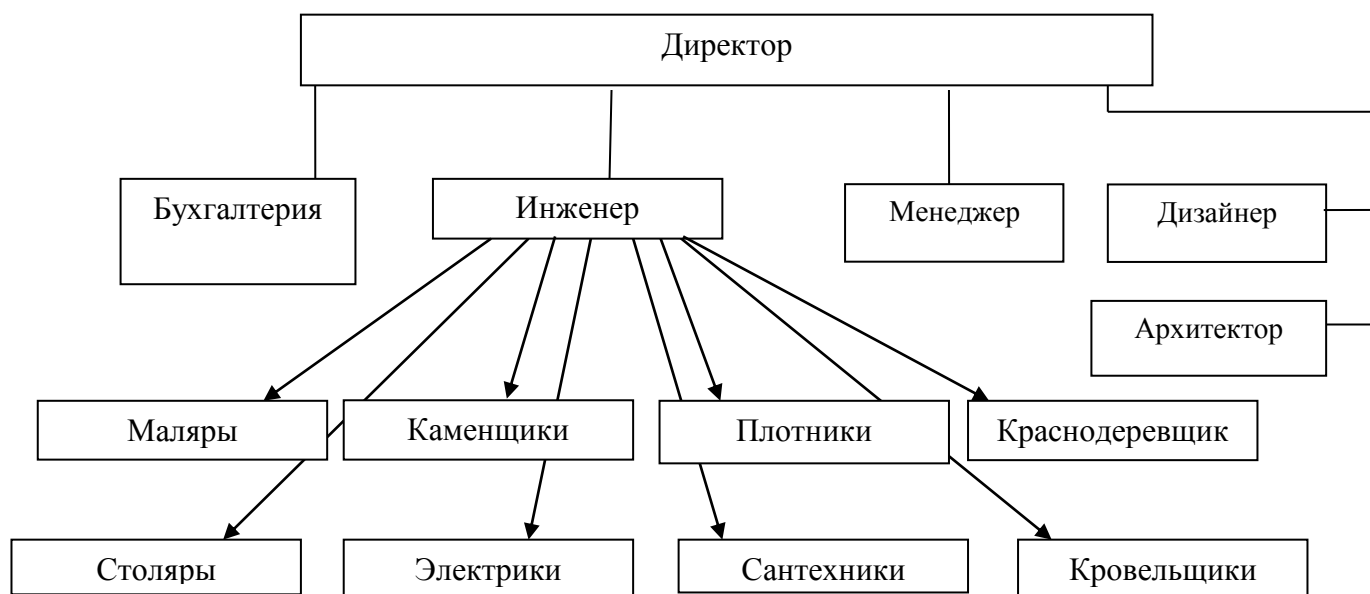 Директор
Бухгалтерия
Инженер
Менеджер
Дизайнер
Архитектор
Маляры
Каменщики
Плотники
Краснодеревщик
Столяры
Электрики
Сантехники
Кровельщики